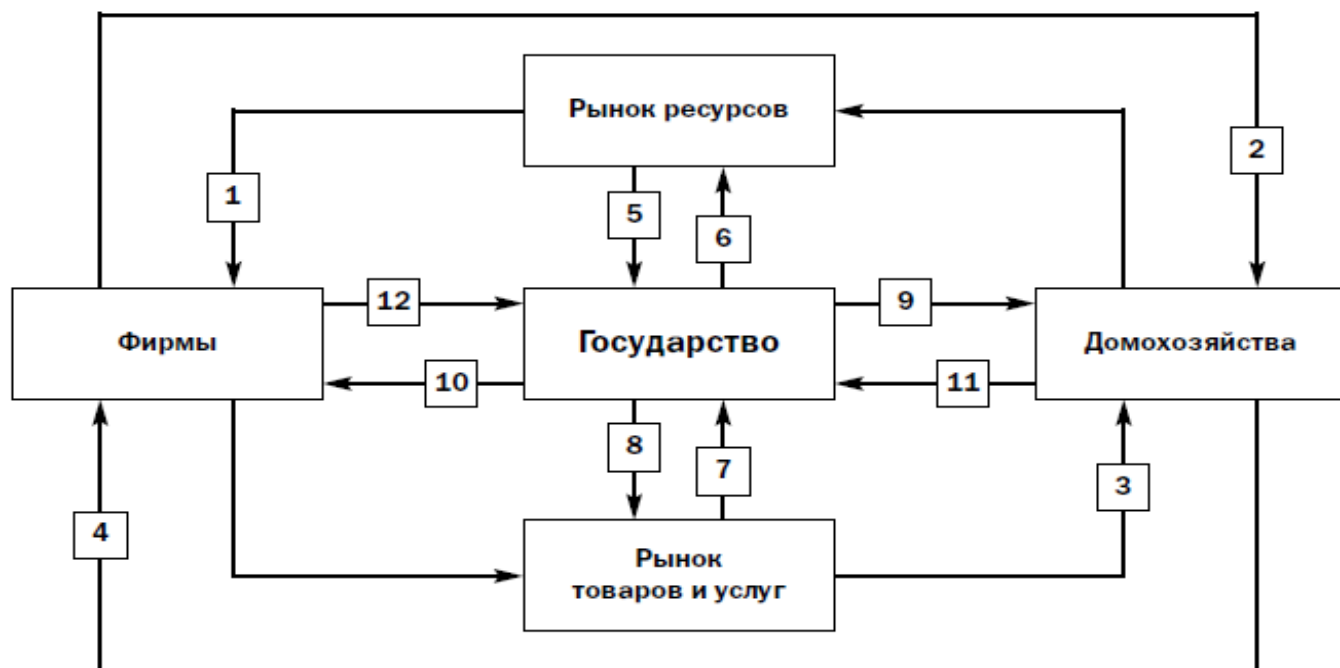 Рынок ресурсов
2
1
5
6
12
9
Фирмы
Государство
Домохозяйства
10
11
8
7
3
4
Рынок
товаров и услуг